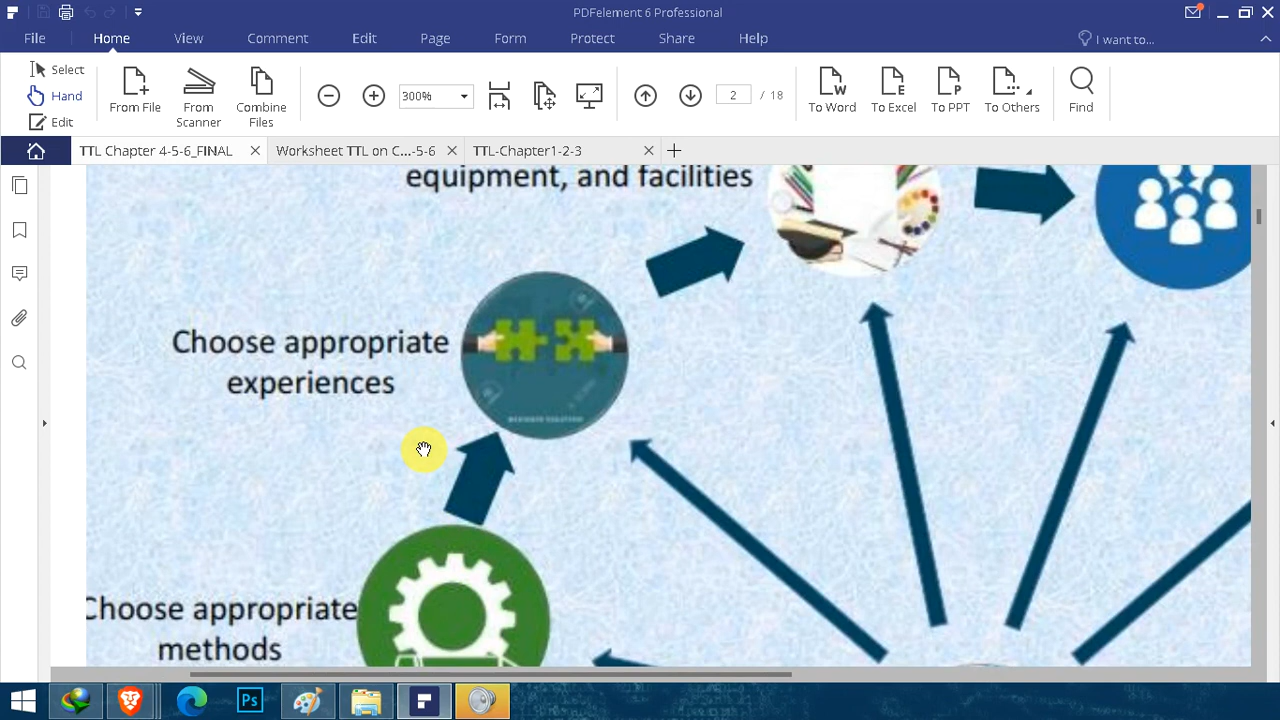 PDFelement 6 Professional
File
Home
View
Comment
Edit
Page
Form
Protect
Share
Help
I want to...
Select
Hand
Edit
From File
From Scanner
Combine Files
300%
2 / 18
To Word
To Excel
To PPT
To Others
Find
TTL Chapter 4-5-6_FINAL
Worksheet TTL on C...-5-6
TTL-Chapter1-2-3
equipment, and facilities
Choose appropriate
experiences
Choose appropriate
methods
Ps